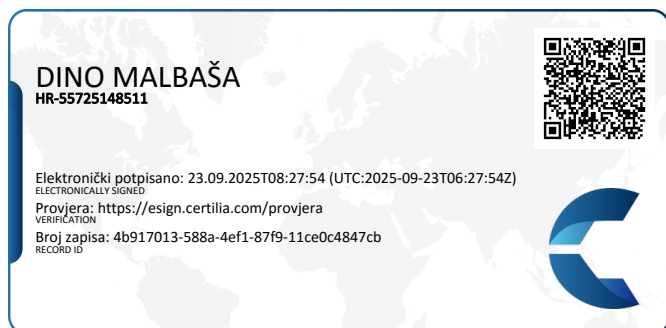 DINO MALBAŠA
HR-55725148511
Elektronički potpisano: 23.09.2025T08:27:54 (UTC:2025-09-23T06:27:54Z)
ELECTRONICALLY SIGNED
Provjera: https://esign.certilia.com/provjera
VERIFICATION
Broj zapisa: 4b917013-588a-4ef1-87f9-11ce0c4847cb
RECORD ID